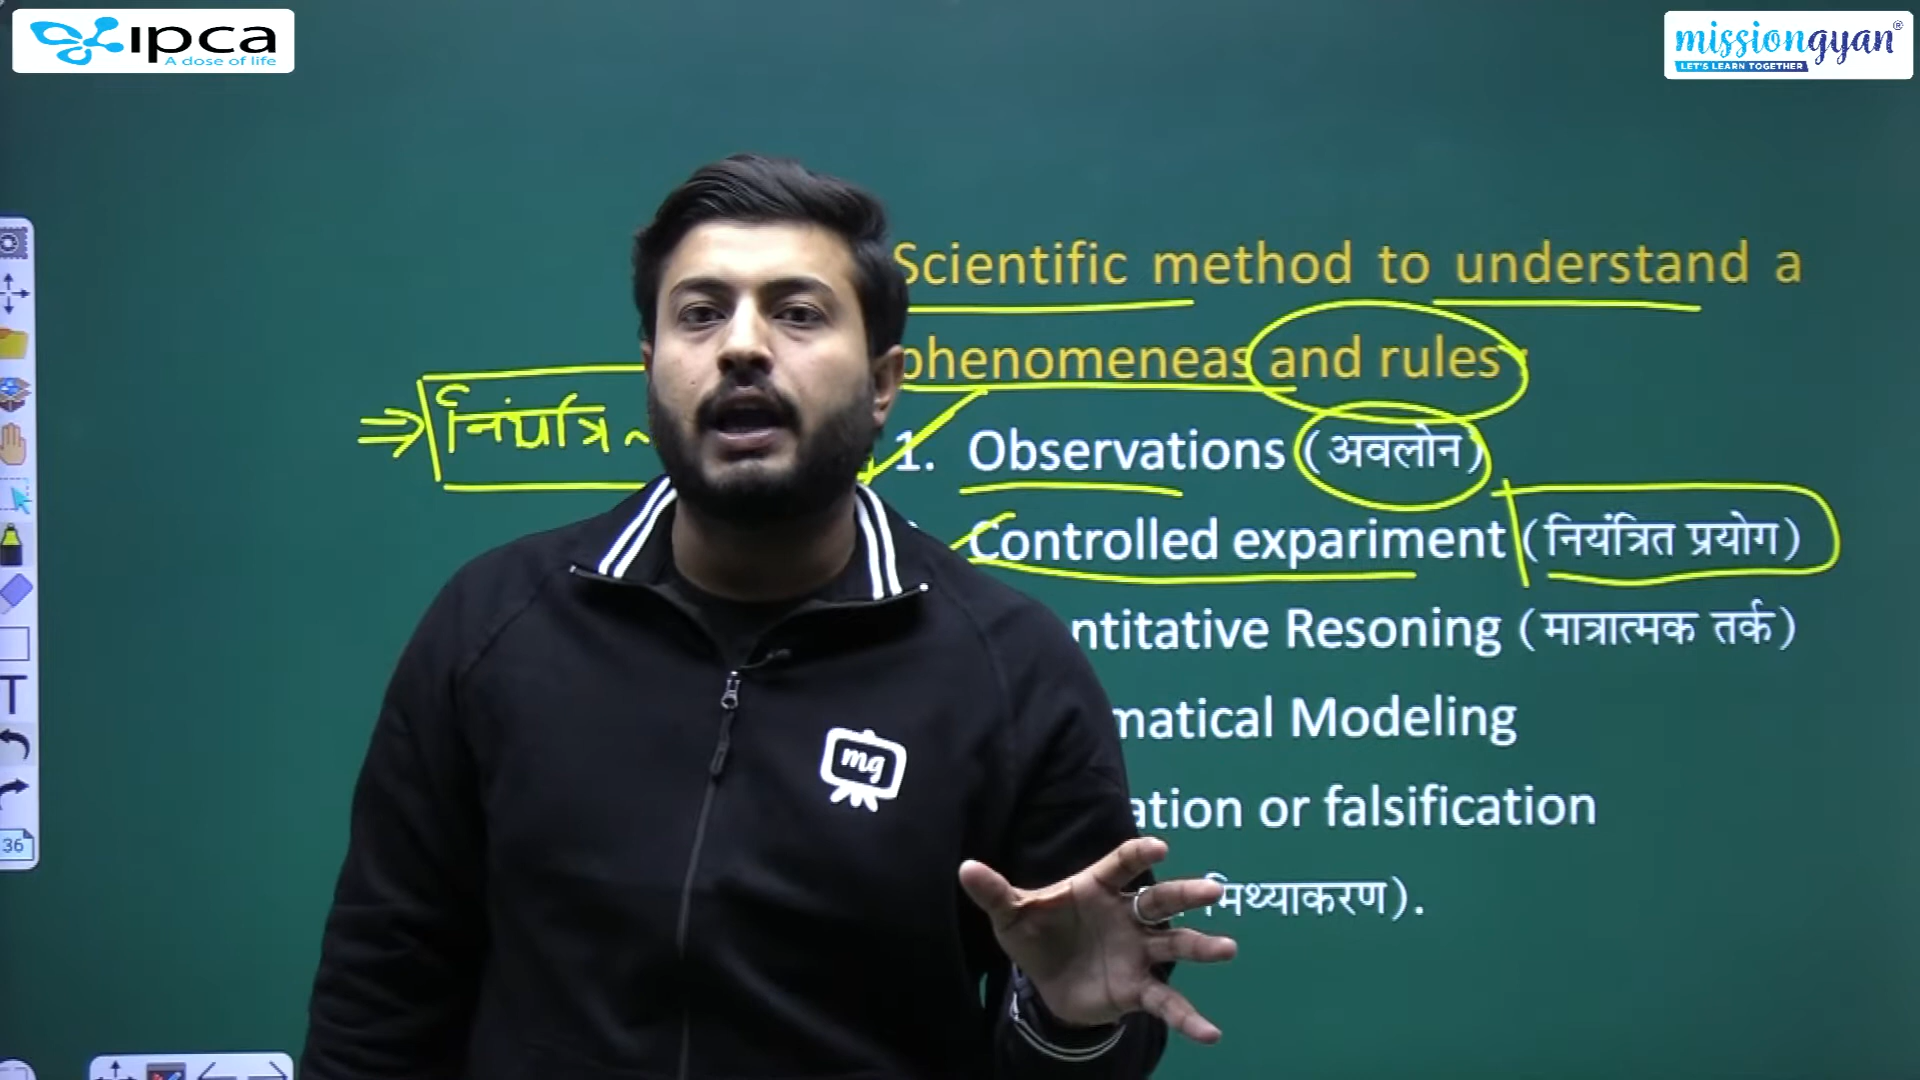 ipca
A dose of life
missiongyan®
LET'S LEARN TOGETHER
Scientific method to understand a
phenomeneas and rules :
1. Observations (अवलोन)
Controlled expariment (नियंत्रित प्रयोग)
ntitative Resoning (मात्रात्मक तर्क)
matical Modeling
ation or falsification
मिथ्याकरण).
mg
T
36